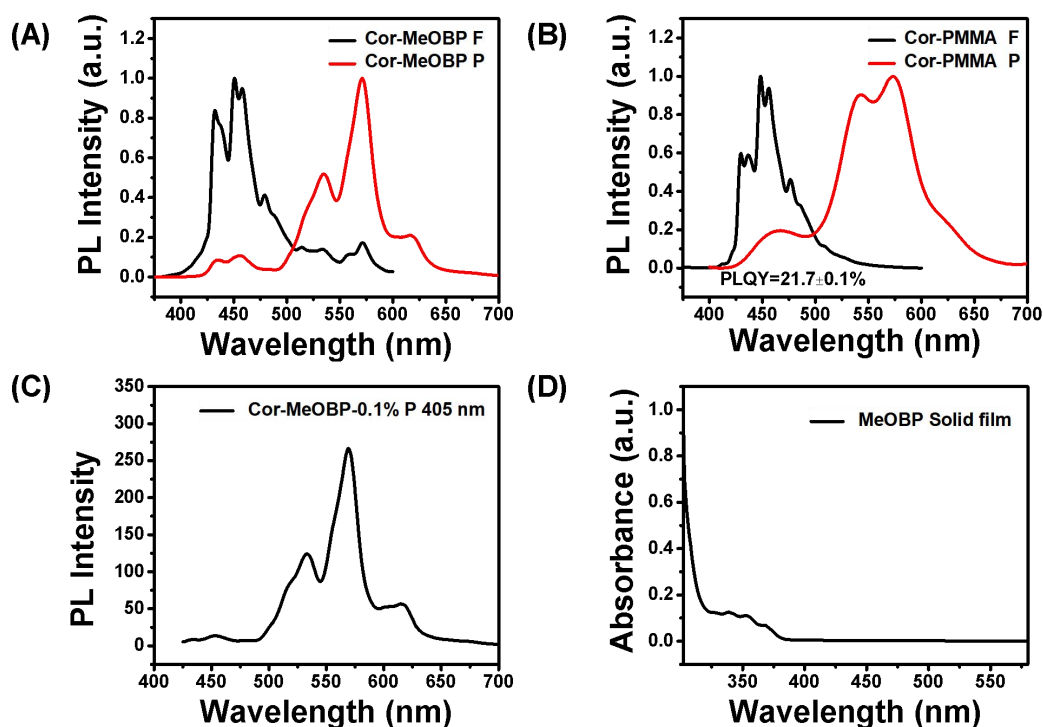 (A)
PL Intensity (a.u.)
1.2
1.0
0.8
0.6
0.4
0.2
0.0
Cor-MeOBP F
Cor-MeOBP P
400 450 500 550 600 650 700
Wavelength (nm)
(B)
PL Intensity (a.u.)
1.2
1.0
0.8
0.6
0.4
0.2
0.0
Cor-PMMA F
Cor-PMMA P
PLQY=21.7±0.1%
400 450 500 550 600 650 700
Wavelength (nm)
(C)
PL Intensity
350
300
250
200
150
100
50
0
Cor-MeOBP-0.1% P 405 nm
400 450 500 550 600 650 700
Wavelength (nm)
(D)
Absorbance (a.u.)
1.0
0.8
0.6
0.4
0.2
0.0
MeOBP Solid film
350 400 450 500 550
Wavelength (nm)